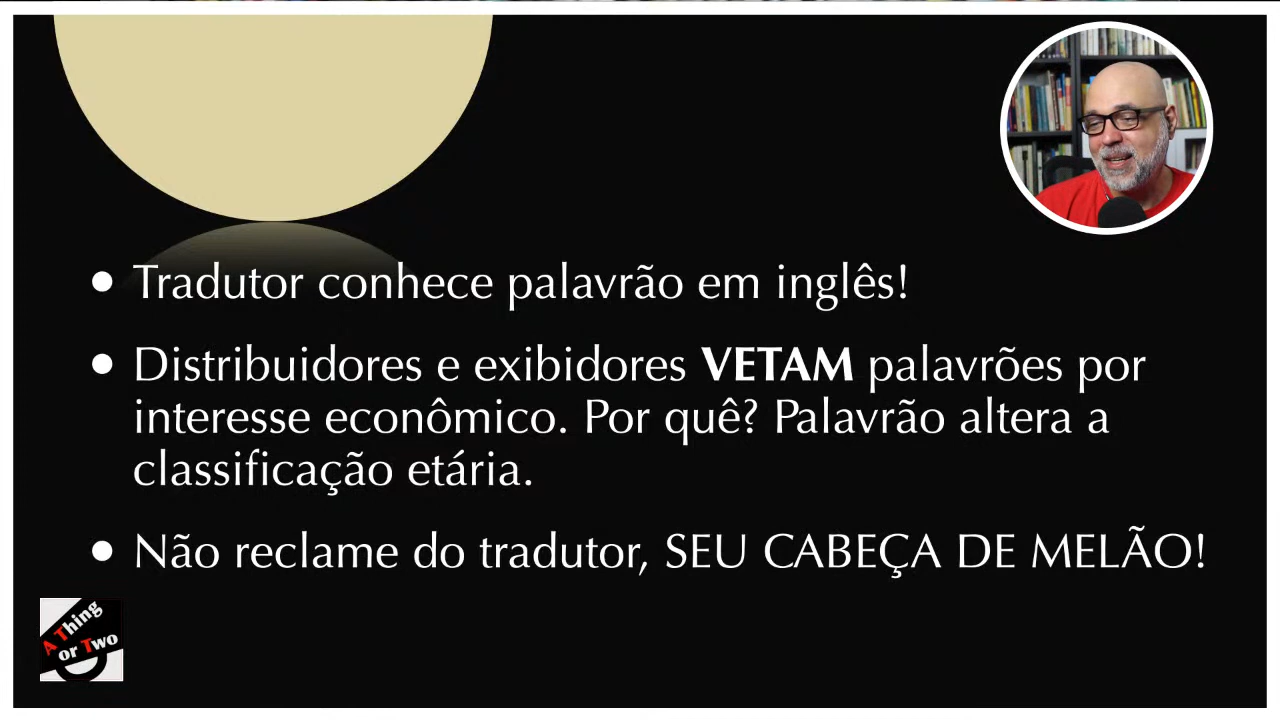 • Tradutor conhece palavrão em inglês!
• Distribuidores e exibidores VETAM palavrões por
interesse econômico. Por quê? Palavrão altera a
classificação etária.
• Não reclame do tradutor, SEU CABEÇA DE MELÃO!
A Thing
or Two